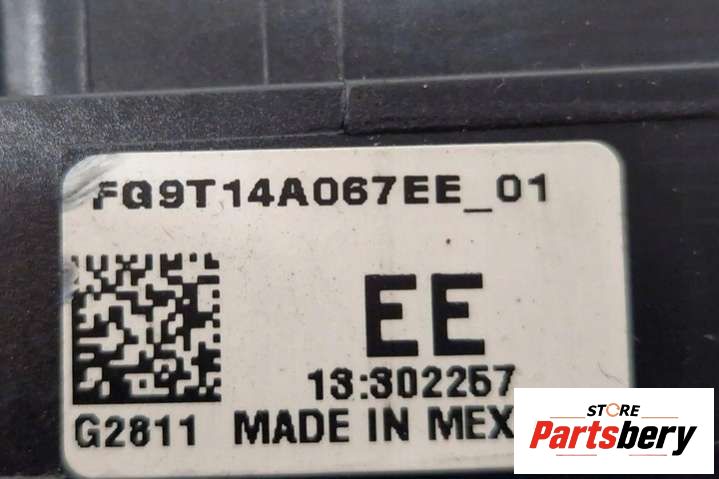 FG9T14A067EE_01
EE
13:302257
G2811 MADE IN MEX
STORE
Partsbery